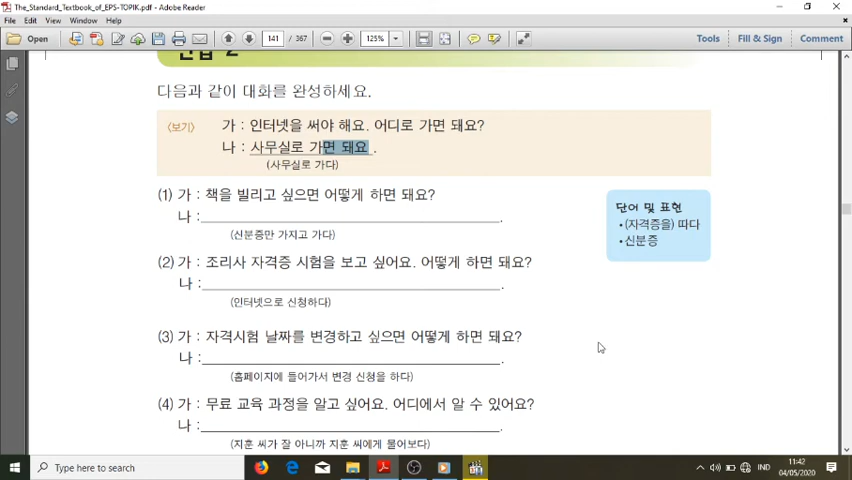 The_Standard_Textbook_of_EPS-TOPIK.pdf - Adobe Reader
File Edit View Window Help
Open 141 / 367 125% Tools Fill & Sign Comment
연습 2
다음과 같이 대화를 완성하세요.
〈보기〉 가 : 인터넷을 써야 해요. 어디로 가면 돼요?
나 : 사무실로 가면 돼요.
(사무실로 가다)
(1) 가 : 책을 빌리고 싶으면 어떻게 하면 돼요?
나 : .
(신분증만 가지고 가다)
단어 및 표현
• (자격증을) 따다
• 신분증
(2) 가 : 조리사 자격증 시험을 보고 싶어요. 어떻게 하면 돼요?
나 : .
(인터넷으로 신청하다)
(3) 가 : 자격시험 날짜를 변경하고 싶으면 어떻게 하면 돼요?
나 : .
(홈페이지에 들어가서 변경 신청을 하다)
(4) 가 : 무료 교육 과정을 알고 싶어요. 어디에서 알 수 있어요?
나 : .
(지훈 씨가 잘 아니까 지훈 씨에게 물어보다)
Type here to search
IND
11:42
04/05/2020